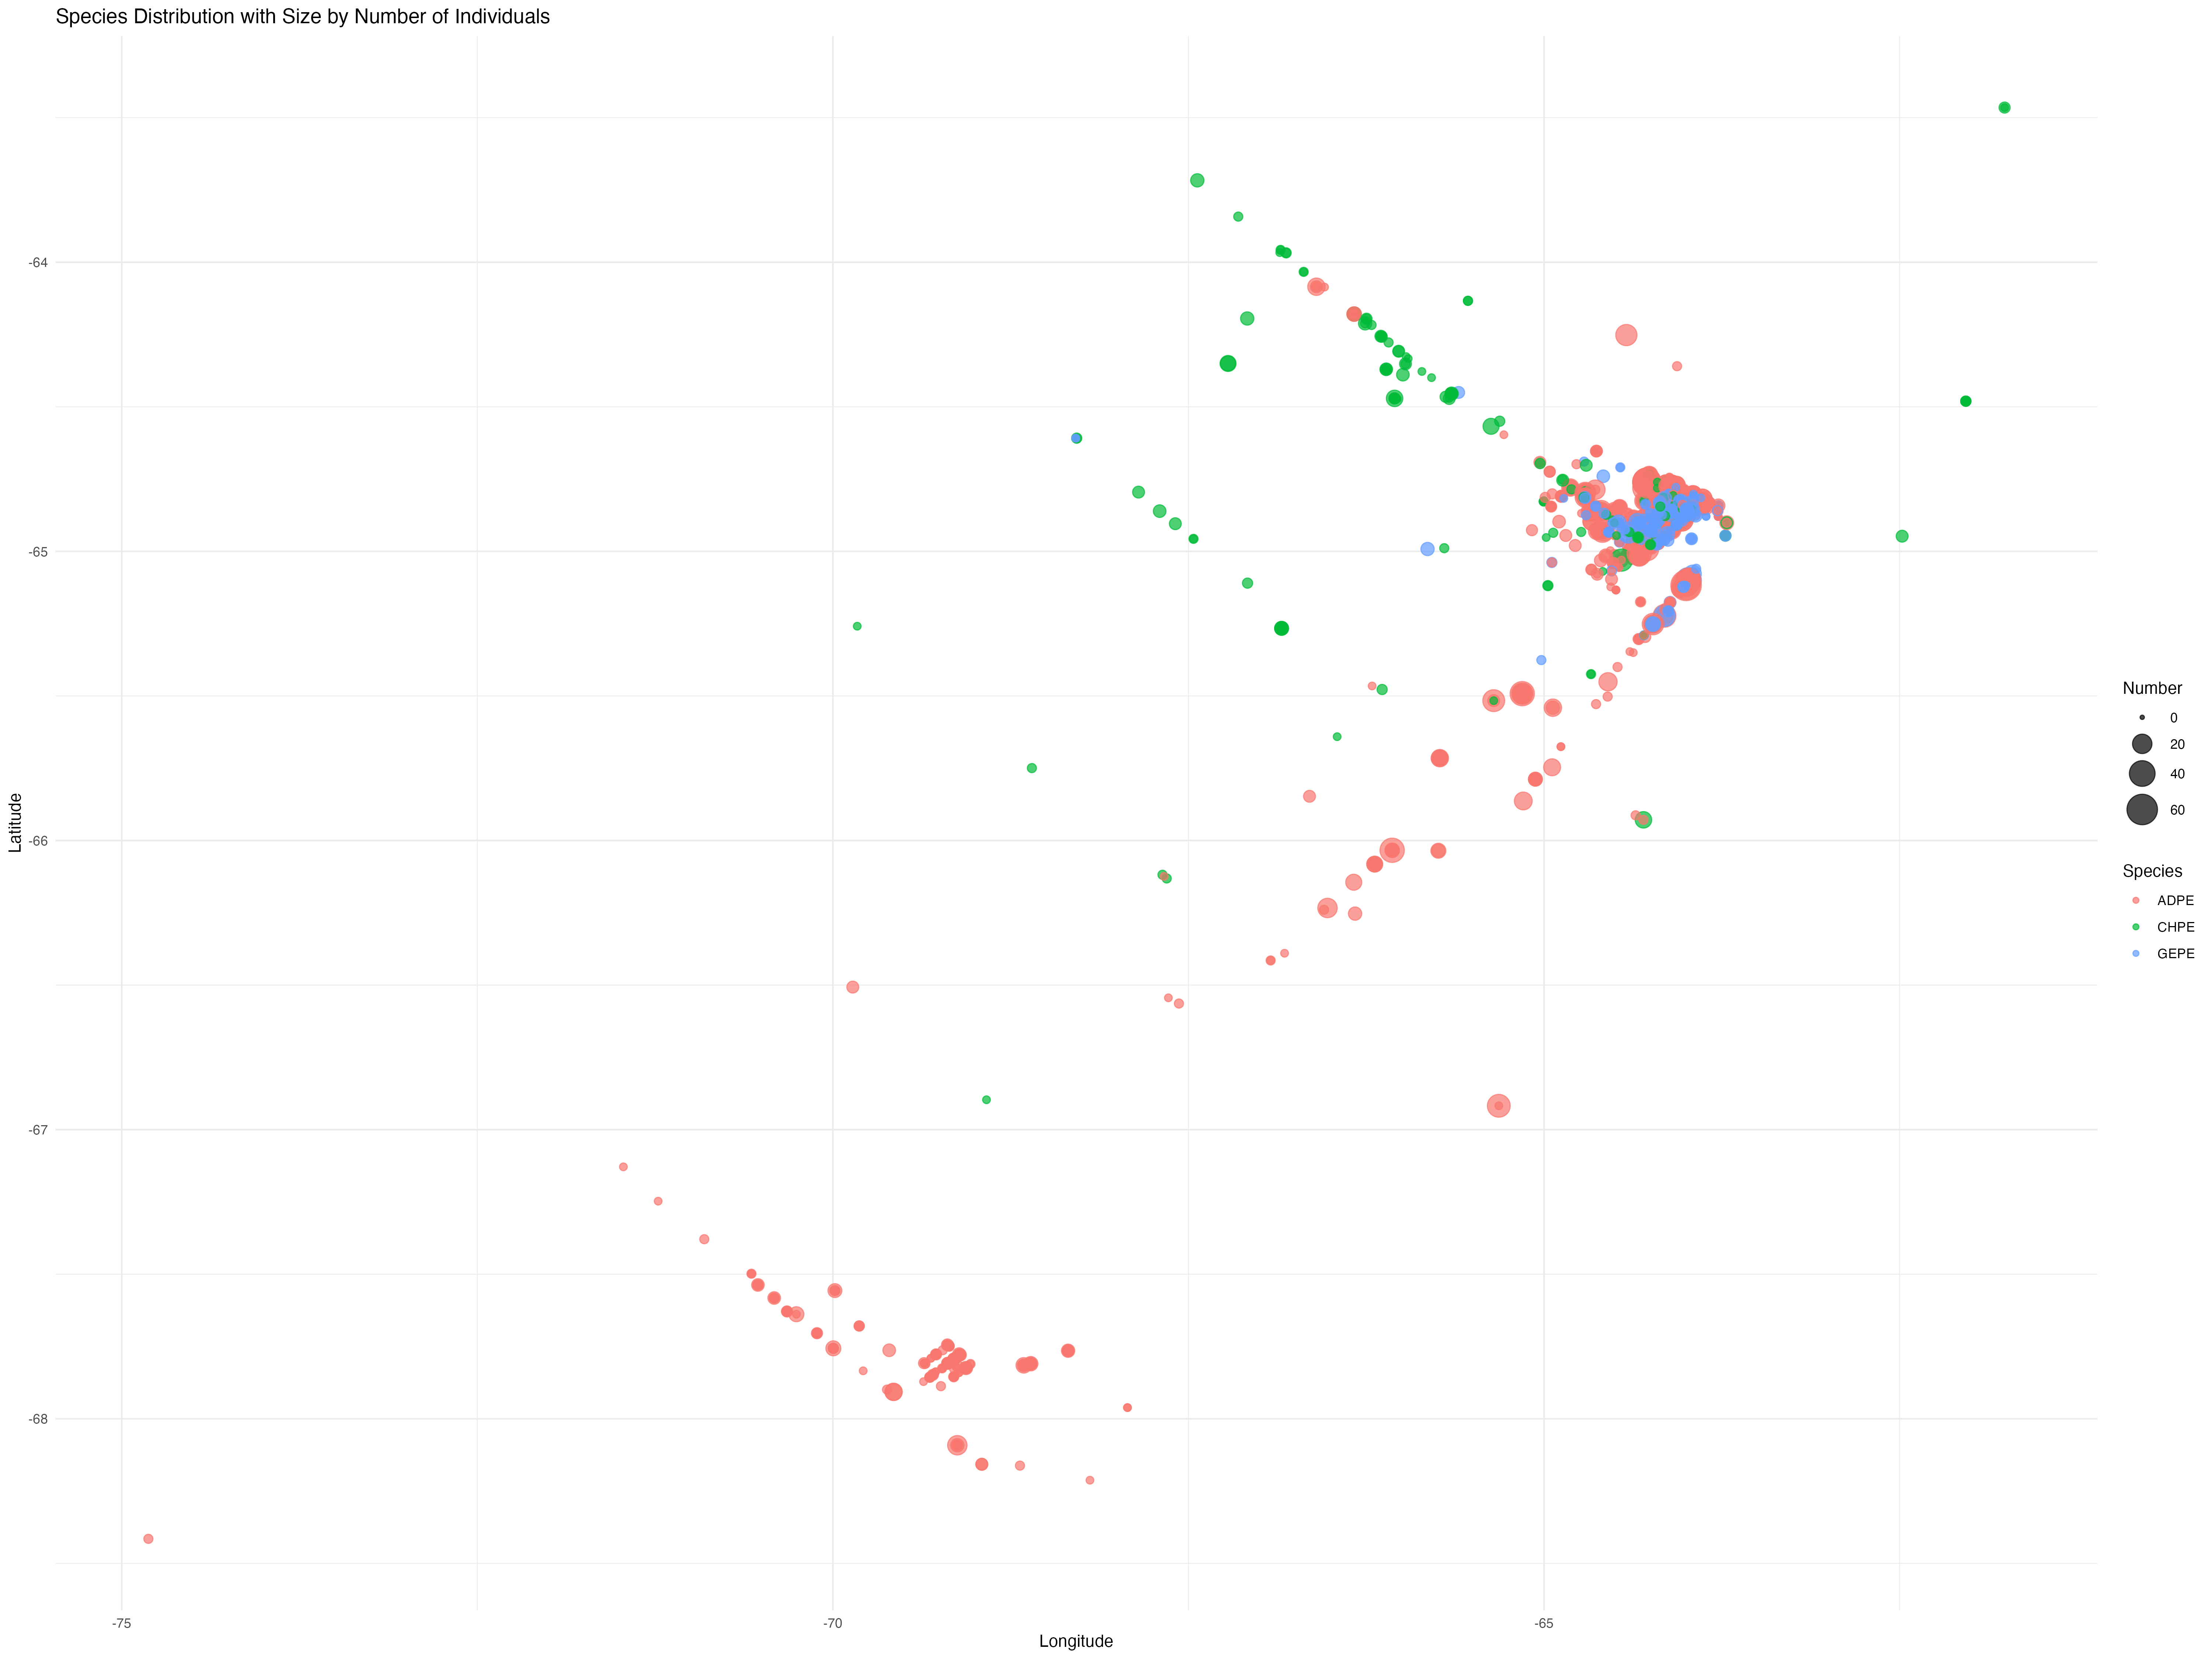 Species Distribution with Size by Number of Individuals
-64
-65
-66
-67
-68
Latitude
-75
-70
-65
Longitude
Number
0
20
40
60
Species
ADPE
CHPE
GEPE